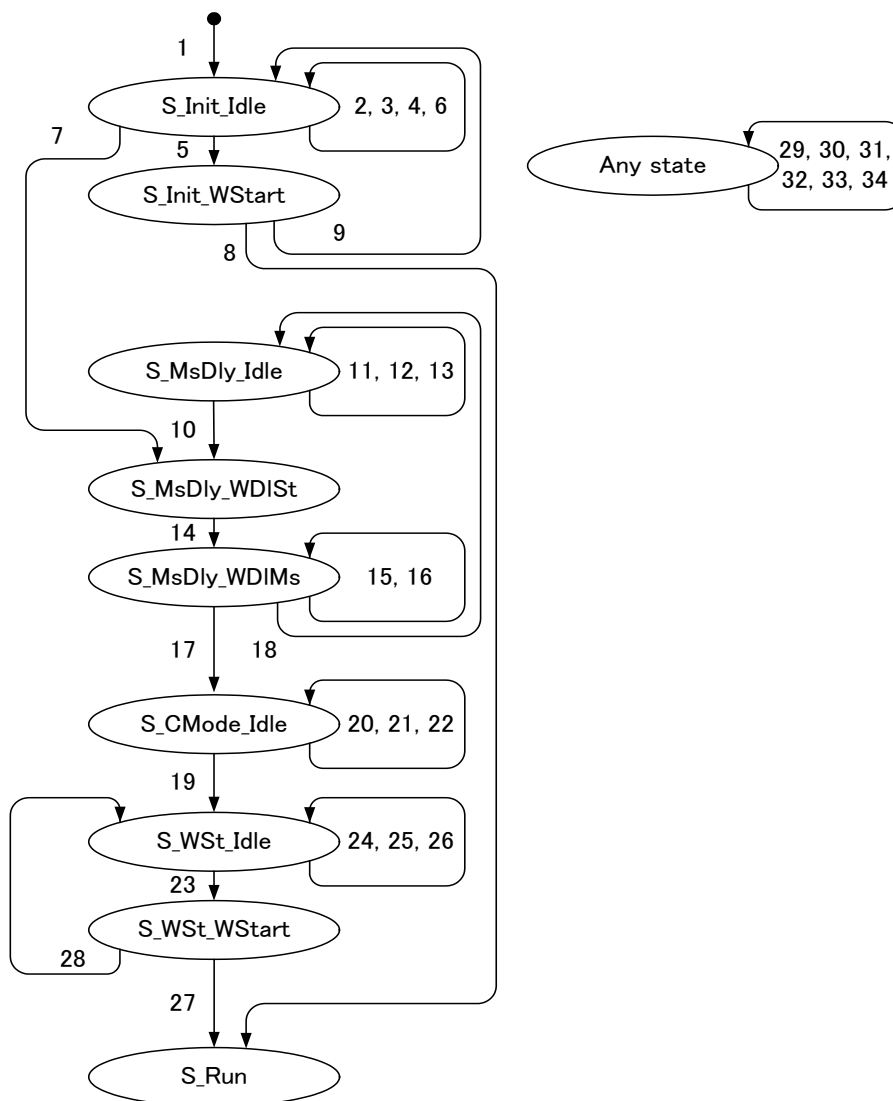 1
S_Init_Idle
2, 3, 4, 6
7
5
S_Init_WStart
9
8
Any state
29, 30, 31,
32, 33, 34
S_MsDly_Idle
11, 12, 13
10
S_MsDly_WDlSt
14
S_MsDly_WDlMs
15, 16
17
18
S_CMode_Idle
20, 21, 22
19
S_WSt_Idle
24, 25, 26
23
S_WSt_WStart
28
27
S_Run